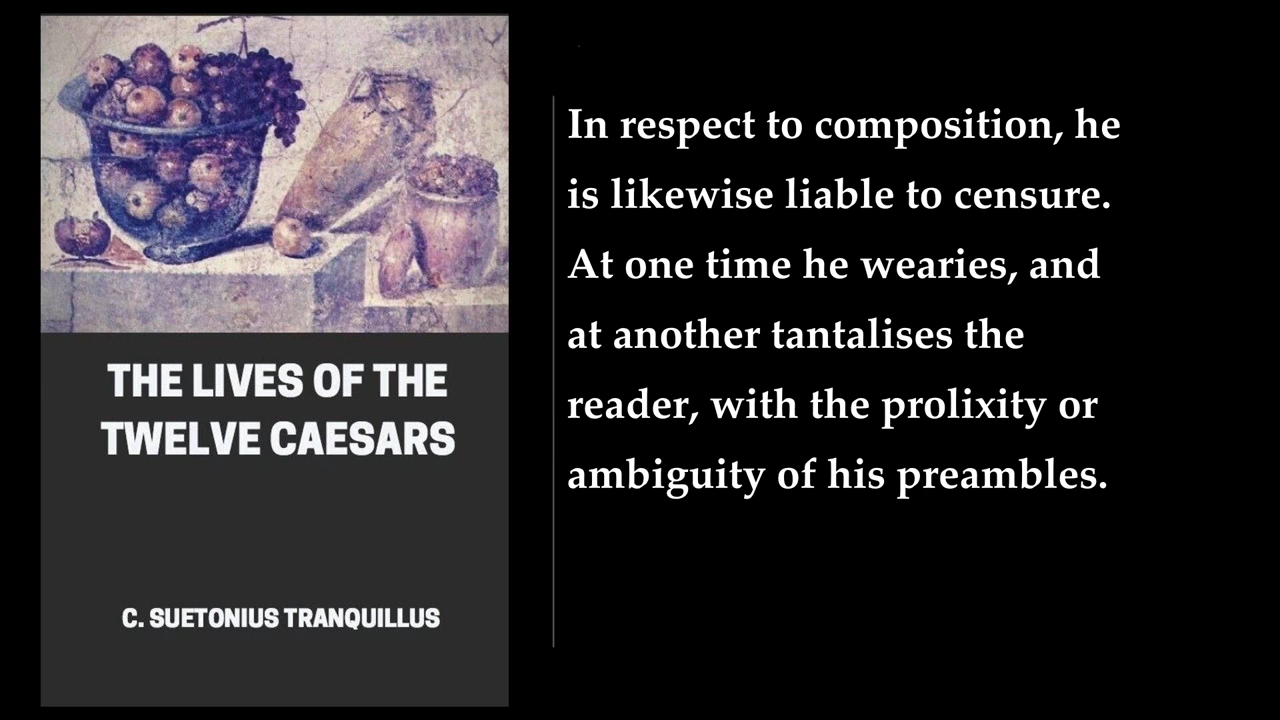 THE LIVES OF THE
TWELVE CAESARS
C. SUETONIUS TRANQUILLUS
In respect to composition, he
is likewise liable to censure.
At one time he wearies, and
at another tantalises the
reader, with the prolixity or
ambiguity of his preambles.